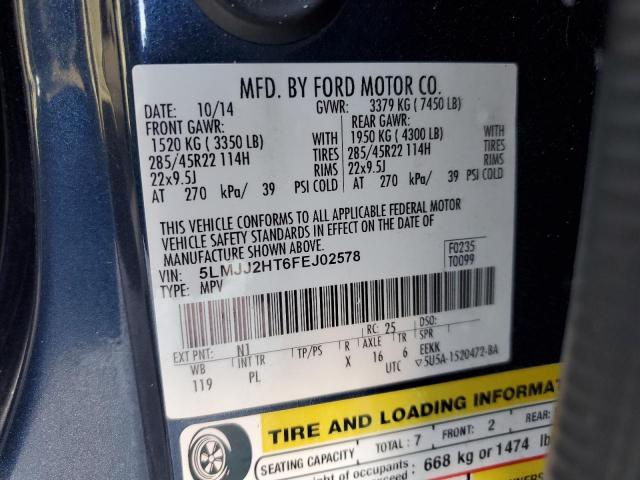 MFD. BY FORD MOTOR CO.
DATE: 10/14 GVWR: 3379 KG ( 7450 LB)
FRONT GAWR: REAR GAWR:
1520 KG ( 3350 LB) WITH 1950 KG ( 4300 LB) WITH
285/45R22 114H TIRES 285/45R22 114H TIRES
22x9.5J RIMS 22x9.5J RIMS
AT 270 kPa/ 39 PSI COLD AT 270 kPa/ 39 PSI COLD
THIS VEHICLE CONFORMS TO ALL APPLICABLE FEDERAL MOTOR
VEHICLE SAFETY STANDARDS IN EFFECT ON THE DATE OF
MANUFACTURE SHOWN ABOVE.
VIN: 5LMJJ2HT6FEJ02578 F0235
TYPE: MPV T0099
RC: 25 DSO:
EXT PNT: N1 R AXLE TR SPR
WB INT TR TP/PS X 16 6 EEKK
119 PL UTC 5U5A-1520472-BA
TIRE AND LOADING INFORMAT
SEATING CAPACITY TOTAL: 7 FRONT: 2 REAR:
ight of occupants 668 kg or 1474 lb